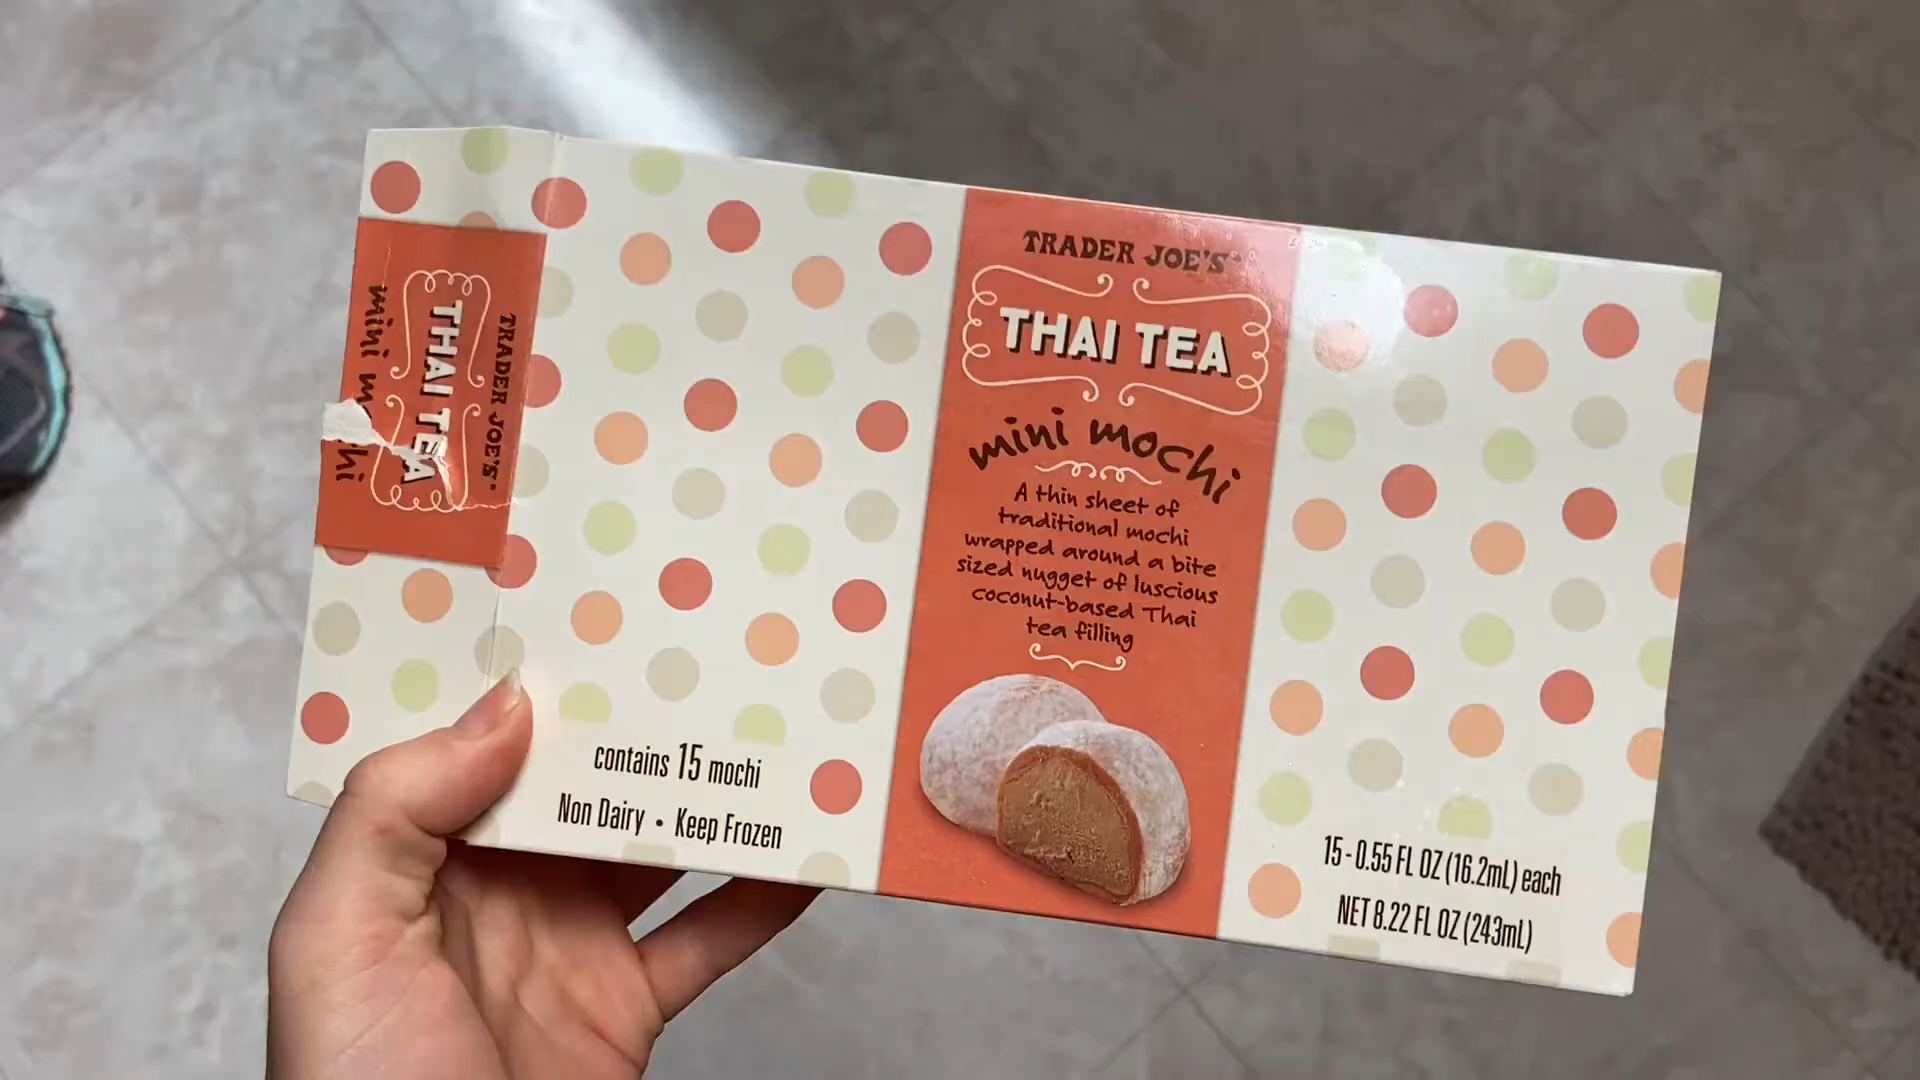 TRADER JOE'S
THAI TEA
mini mochi
TRADER JOE'S
THAI TEA
mini mochi
A thin sheet of
traditional mochi
wrapped around a bite
sized nugget of luscious
coconut-based Thai
tea filling
contains 15 mochi
Non Dairy • Keep Frozen
15 - 0.55 FL OZ (16.2mL) each
NET 8.22 FL OZ (243mL)